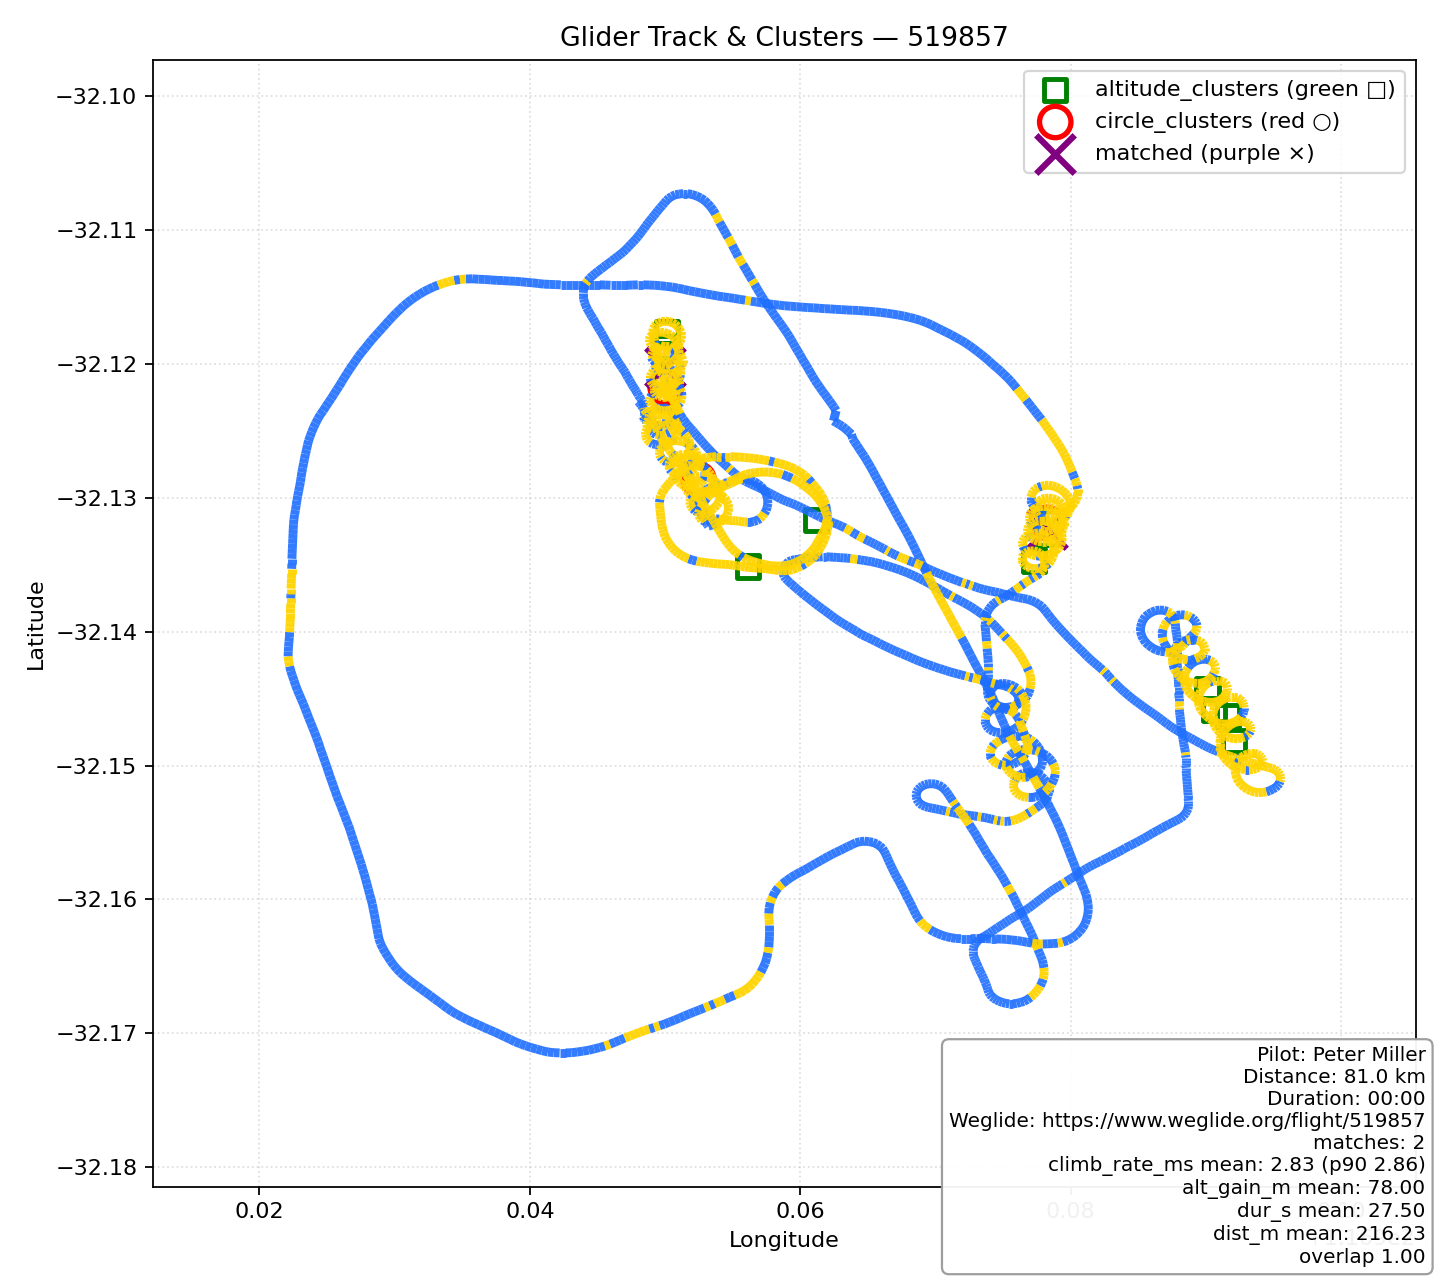 Glider Track & Clusters — 519857
altitude_clusters (green □)
circle_clusters (red ○)
matched (purple ×)
Latitude
−32.10
−32.11
−32.12
−32.13
−32.14
−32.15
−32.16
−32.17
−32.18
0.02
0.04
0.06
0.08
Longitude
Pilot: Peter Miller
Distance: 81.0 km
Duration: 00:00
Weglide: https://www.weglide.org/flight/519857
matches: 2
climb_rate_ms mean: 2.83 (p90 2.86)
alt_gain_m mean: 78.00
dur_s mean: 27.50
dist_m mean: 216.23
overlap 1.00